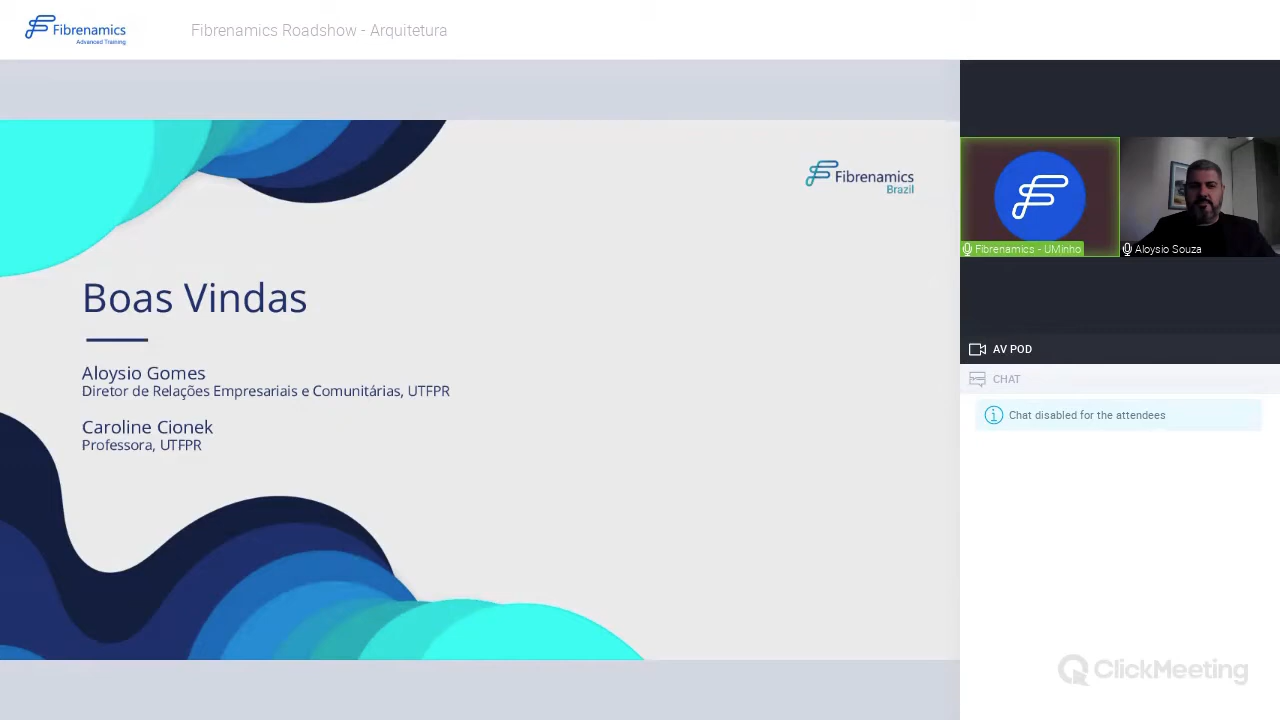 Fibrenamics
Advanced Training
Fibrenamics Roadshow - Arquitetura
Fibrenamics
Brazil
Boas Vindas
Aloysio Gomes
Diretor de Relações Empresariais e Comunitárias, UTFPR
Caroline Cionek
Professora, UTFPR
Fibrenamics - UMinho
Aloysio Souza
AV POD
CHAT
Chat disabled for the attendees
ClickMeeting